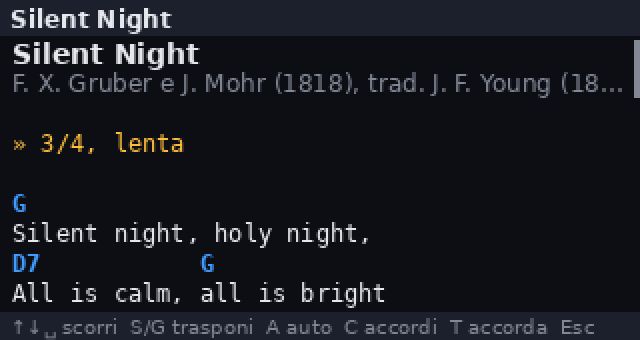 Silent Night
Silent Night
F. X. Gruber e J. Mohr (1818), trad. J. F. Young (18…
» 3/4, lenta
G
Silent night, holy night,
D7 G
All is calm, all is bright
↑↓␣ scorri S/G trasponi A auto C accordi T accorda Esc